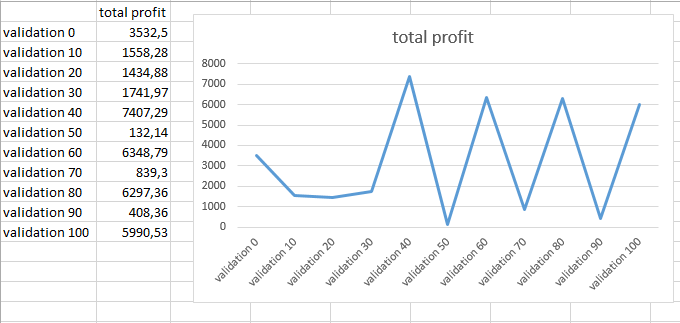 total profit
validation 0 3532,5
validation 10 1558,28
validation 20 1434,88
validation 30 1741,97
validation 40 7407,29
validation 50 132,14
validation 60 6348,79
validation 70 839,3
validation 80 6297,36
validation 90 408,36
validation 100 5990,53
total profit
8000
7000
6000
5000
4000
3000
2000
1000
0
validation 0
validation 10
validation 20
validation 30
validation 40
validation 50
validation 60
validation 70
validation 80
validation 90
validation 100